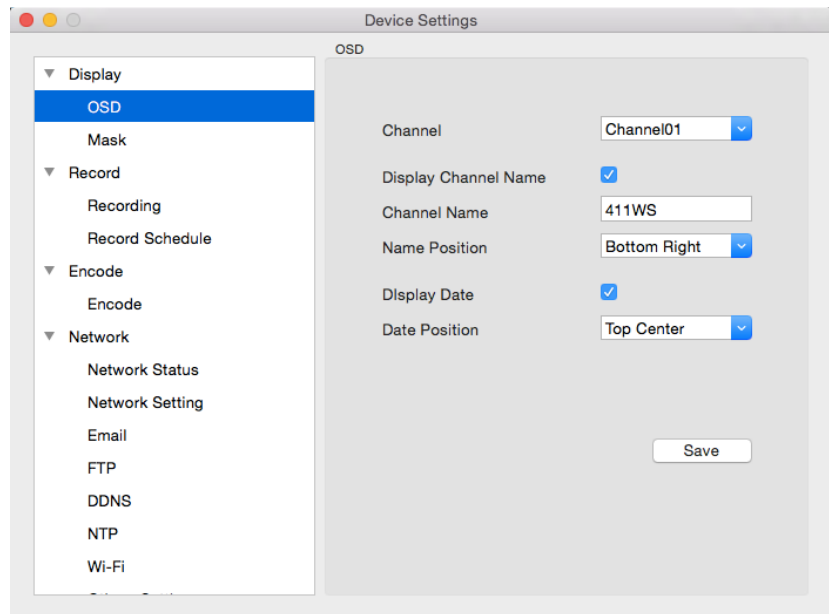 Device Settings
OSD
Display
OSD
Mask
Record
Recording
Record Schedule
Encode
Encode
Network
Network Status
Network Setting
Email
FTP
DDNS
NTP
Wi-Fi
Channel
Channel01
Display Channel Name
Channel Name
411WS
Name Position
Bottom Right
DIsplay Date
Date Position
Top Center
Save